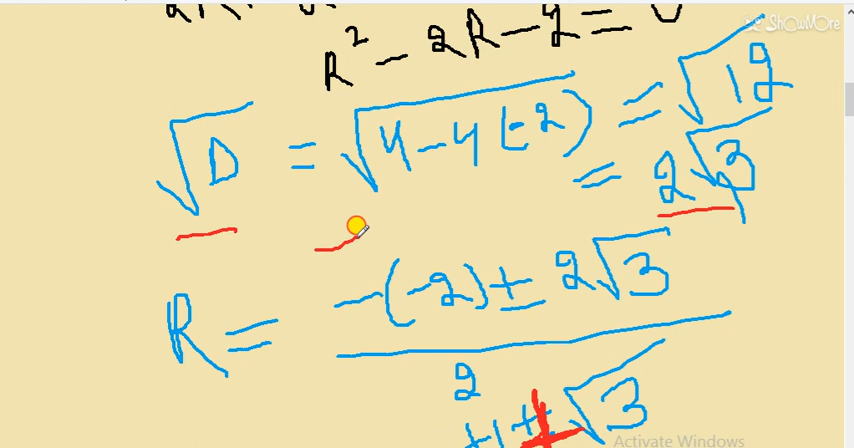 ShowMore
R² - 2R - 2 = 0
√D = √4 - 4(-2) = √12
= 2√3
R = -(-2) ± 2√3 / 2
+1 ± √3
Activate Windows